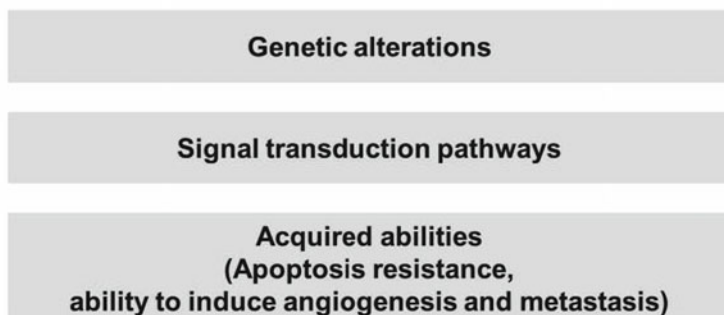 Genetic alterations
Signal transduction pathways
Acquired abilities
(Apoptosis resistance,
ability to induce angiogenesis and metastasis)